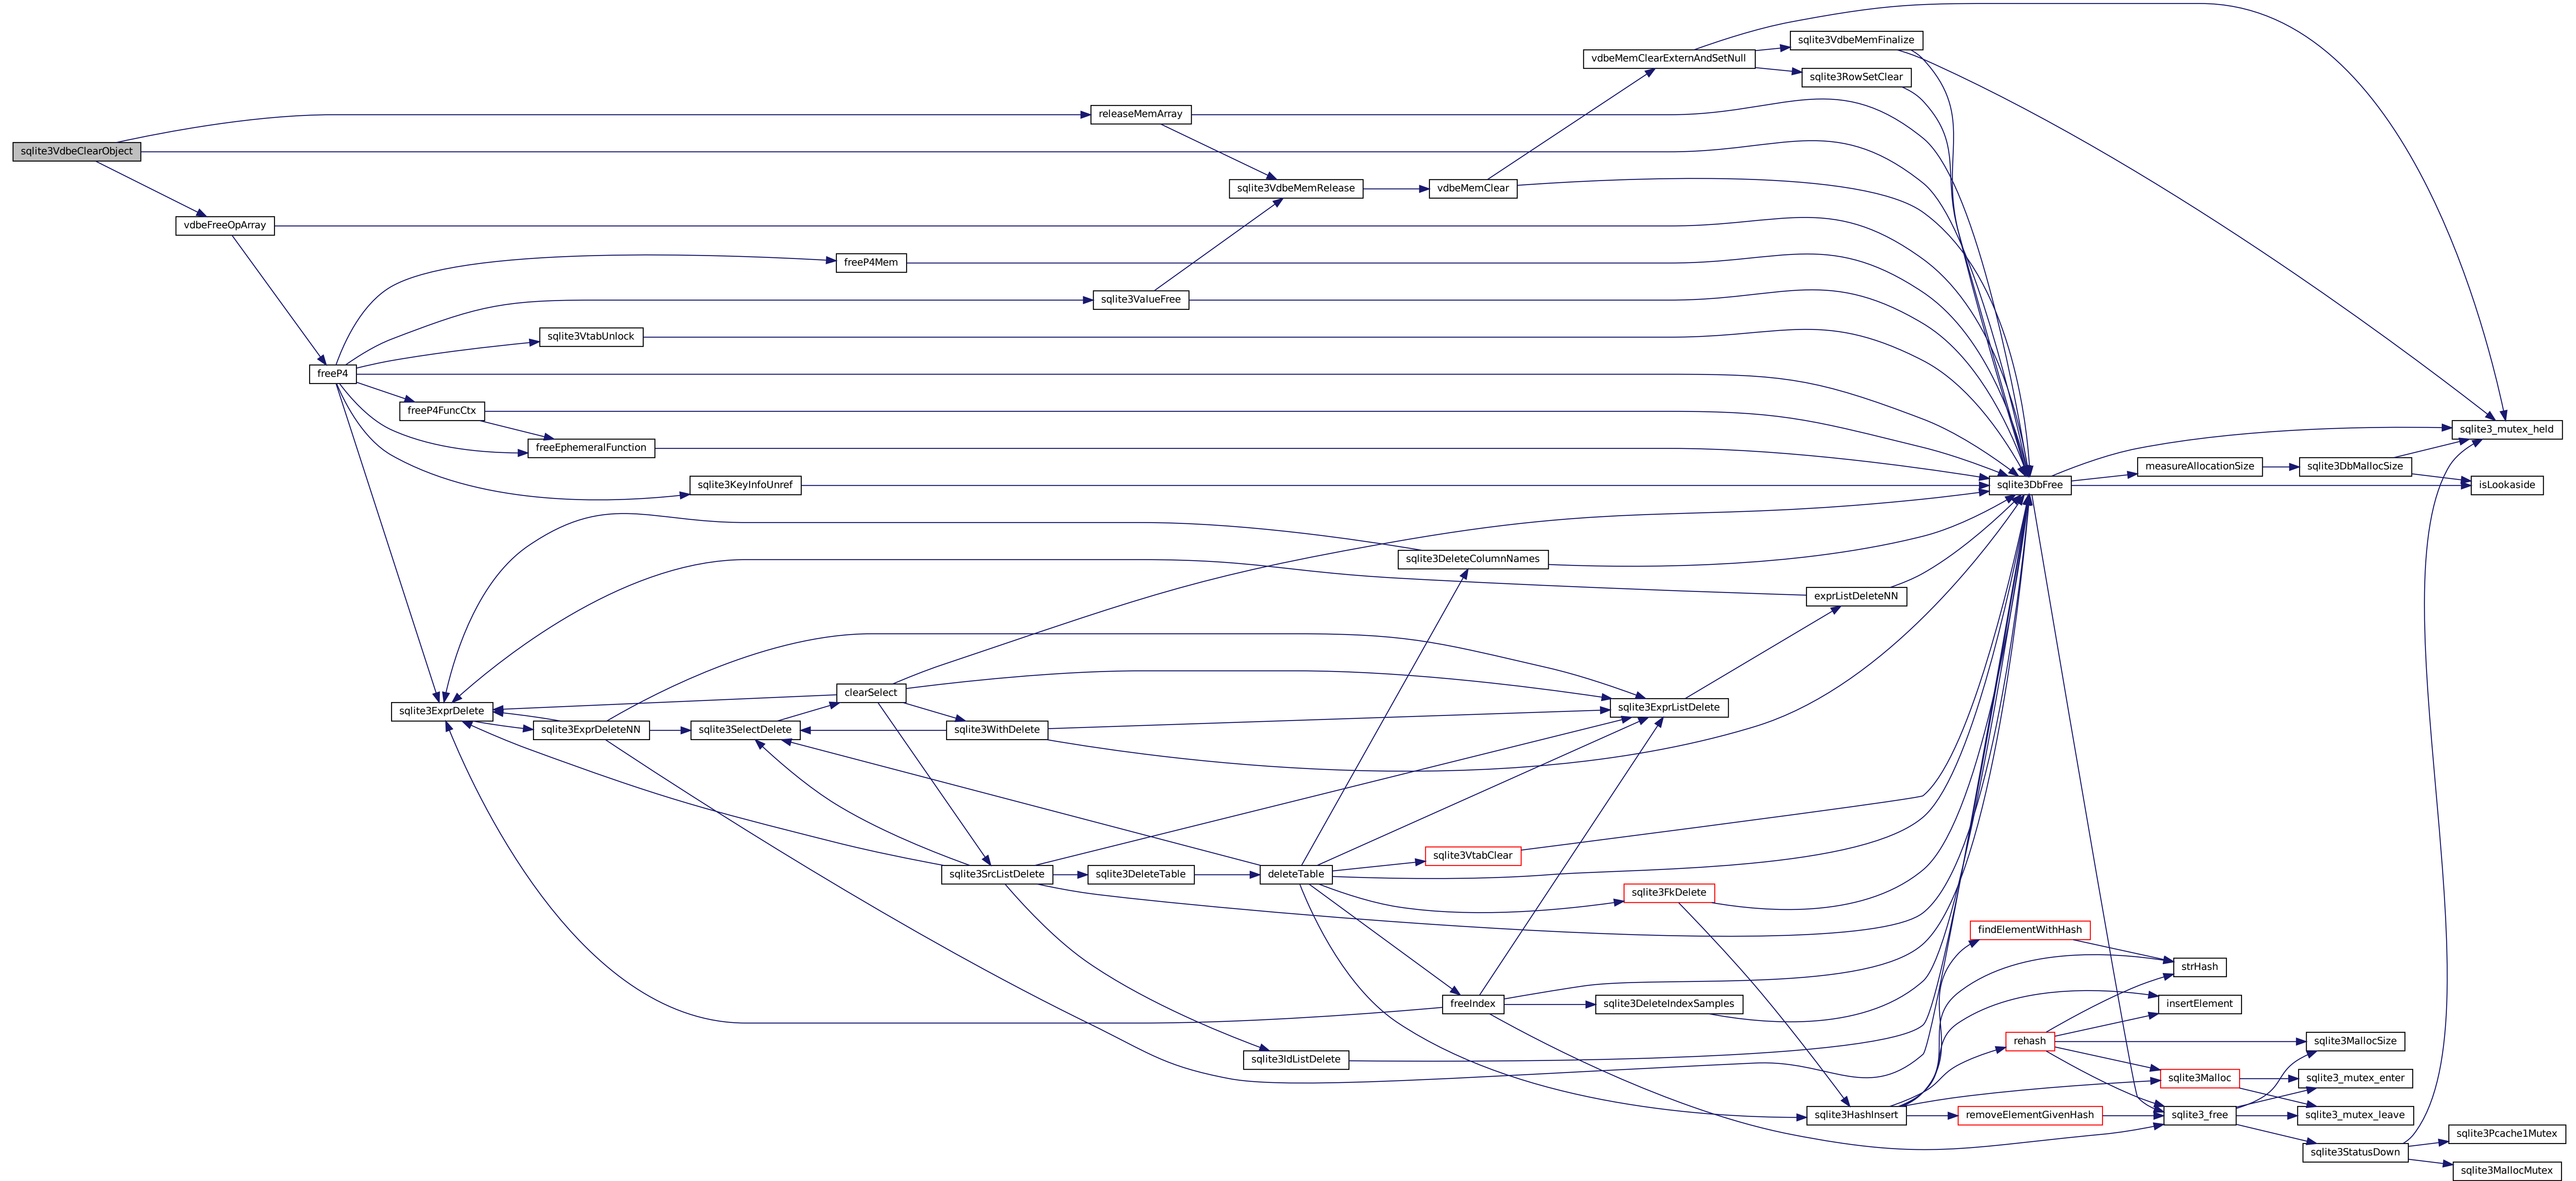 sqlite3VdbeClearObject
vdbeFreeOpArray
freeP4
sqlite3ExprDelete
freeP4FuncCtx
sqlite3VtabUnlock
freeEphemeralFunction
sqlite3ExprDeleteNN
sqlite3KeyInfoUnref
sqlite3SelectDelete
freeP4Mem
clearSelect
sqlite3WithDelete
sqlite3SrcListDelete
releaseMemArray
sqlite3ValueFree
sqlite3DeleteTable
sqlite3VdbeMemRelease
deleteTable
sqlite3IdListDelete
vdbeMemClear
sqlite3DeleteColumnNames
sqlite3VtabClear
freeIndex
vdbeMemClearExternAndSetNull
sqlite3ExprListDelete
sqlite3FkDelete
sqlite3DeleteIndexSamples
sqlite3VdbeMemFinalize
sqlite3RowSetClear
exprListDeleteNN
sqlite3HashInsert
sqlite3DbFree
findElementWithHash
rehash
removeElementGivenHash
measureAllocationSize
strHash
insertElement
sqlite3Malloc
sqlite3_free
sqlite3DbMallocSize
sqlite3MallocSize
sqlite3_mutex_enter
sqlite3_mutex_leave
sqlite3StatusDown
sqlite3_mutex_held
isLookaside
sqlite3Pcache1Mutex
sqlite3MallocMutex